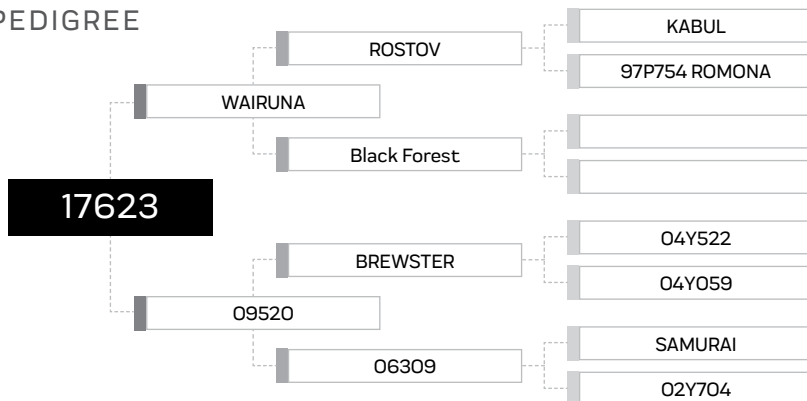 PEDIGREE
KABUL
ROSTOV
97P754 ROMONA
WAIRUNA
Black Forest
17623
04Y522
BREWSTER
04Y059
09520
SAMURAI
06309
02Y704